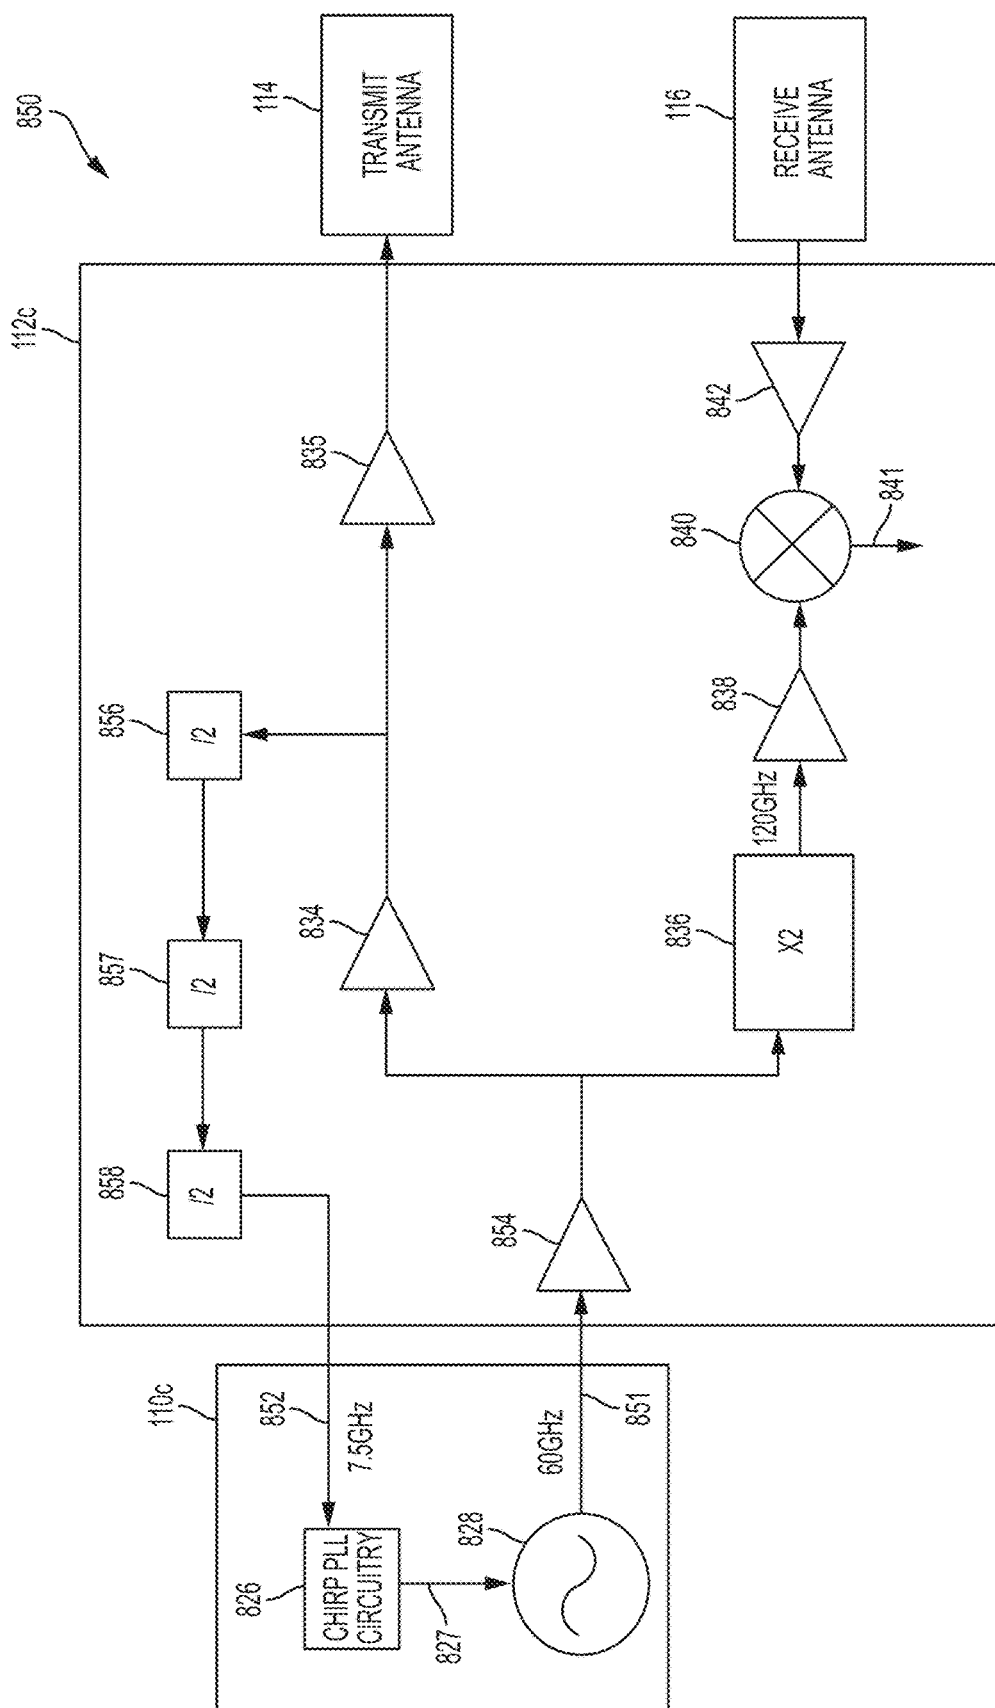 850
112c
114
TRANSMIT
ANTENNA
116
RECEIVE
ANTENNA
835
842
840
841
856
/2
838
120GHz
857
/2
834
836
X2
858
/2
854
110c
852
7.5GHz
60GHz
851
826
CHIRP PLL
CIRCUITRY
827
828